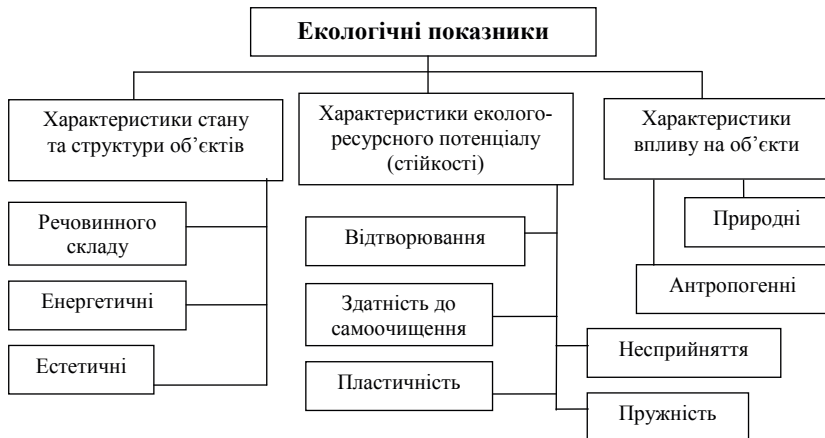 Екологічні показники
Характеристики стану
та структури об’єктів
Характеристики еколого-
ресурсного потенціалу
(стійкості)
Характеристики
впливу на об’єкти
Речовинного
складу
Енергетичні
Естетичні
Відтворювання
Здатність до
самоочищення
Пластичність
Несприйняття
Пружність
Природні
Антропогенні